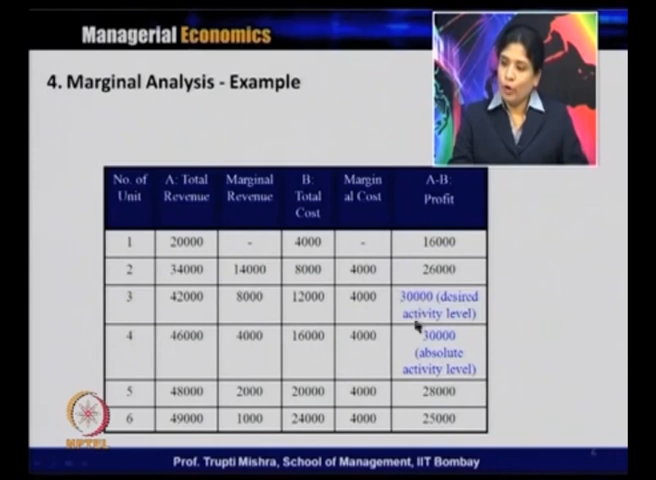 Managerial Economics
4. Marginal Analysis - Example
No. of Unit | A: Total Revenue | Marginal Revenue | B: Total Cost | Margin al Cost | A-B: Profit
1 | 20000 | - | 4000 | - | 16000
2 | 34000 | 14000 | 8000 | 4000 | 26000
3 | 42000 | 8000 | 12000 | 4000 | 30000 (desired activity level)
4 | 46000 | 4000 | 16000 | 4000 | 30000 (absolute activity level)
5 | 48000 | 2000 | 20000 | 4000 | 28000
6 | 49000 | 1000 | 24000 | 4000 | 25000
NPTEL
Prof. Trupti Mishra, School of Management, IIT Bombay